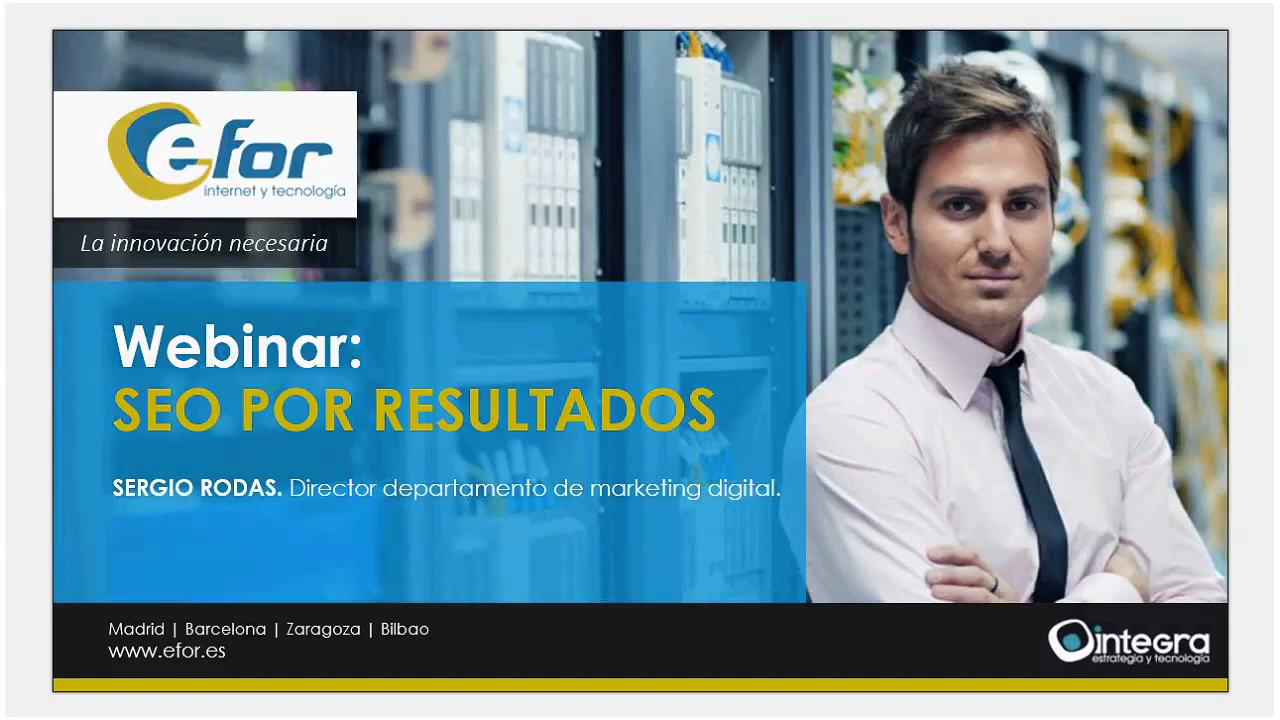 efor
internet y tecnología
La innovación necesaria
Webinar:
SEO POR RESULTADOS
SERGIO RODAS. Director departamento de marketing digital.
Madrid | Barcelona | Zaragoza | Bilbao
www.efor.es
integra
estrategia y tecnología